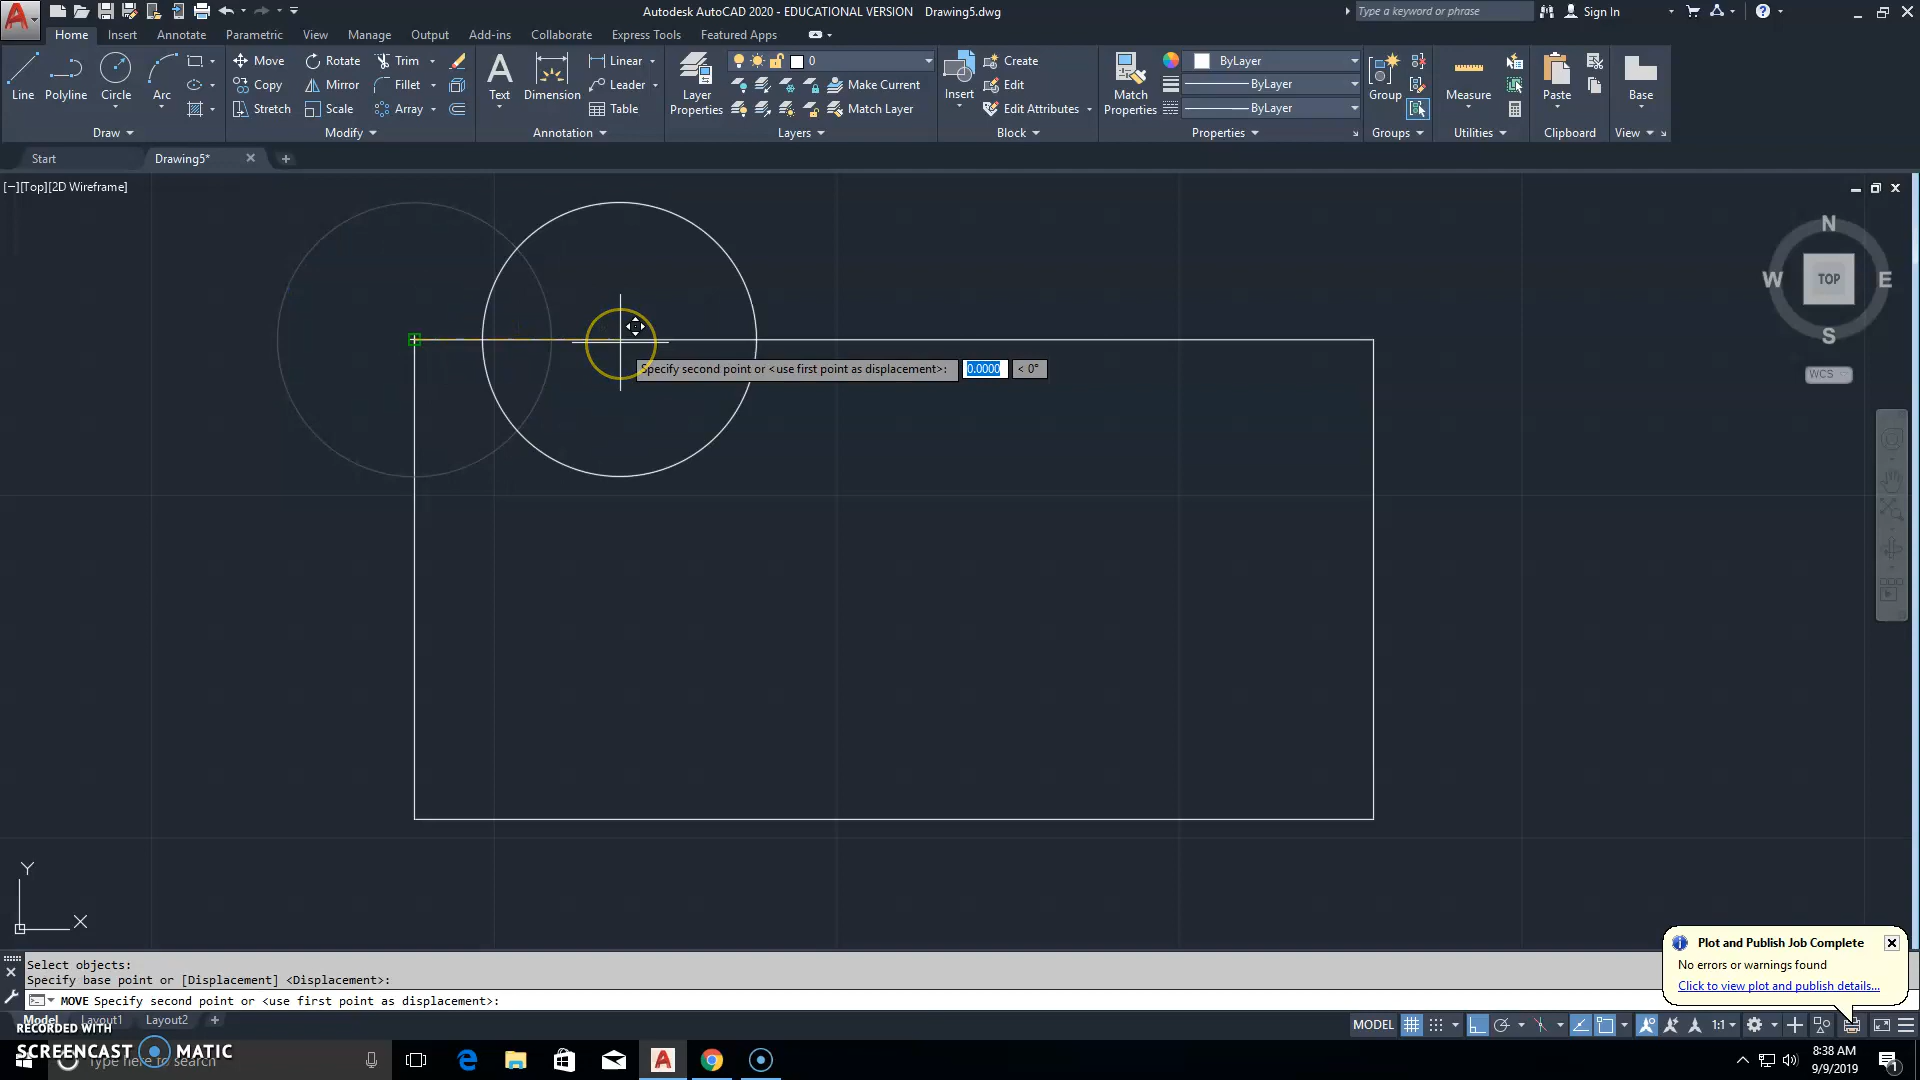 Autodesk AutoCAD 2020 - EDUCATIONAL VERSION Drawing5.dwg
Type a keyword or phrase
Sign In
Home Insert Annotate Parametric View Manage Output Add-ins Collaborate Express Tools Featured Apps
Line Polyline Circle Arc
Draw
Move Rotate Trim
Copy Mirror Fillet
Stretch Scale Array
Modify
Text Dimension
Linear
Leader
Table
Annotation
Layer Properties
0
Make Current
Match Layer
Layers
Insert
Create
Edit
Edit Attributes
Block
Match Properties
ByLayer
ByLayer
ByLayer
Properties
Group
Groups
Measure
Utilities
Paste
Clipboard
Base
View
Start Drawing5*
[−][Top][2D Wireframe]
N
W TOP E
S
WCS
Specify second point or <use first point as displacement>: 0.0000 < 0°
Y
X
Select objects:
Specify base point or [Displacement] <Displacement>:
MOVE Specify second point or <use first point as displacement>:
Plot and Publish Job Complete
No errors or warnings found
Click to view plot and publish details...
Model Layout1 Layout2
MODEL 1:1
RECORDED WITH
SCREENCAST MATIC
Type here to search
8:38 AM
9/9/2019
1